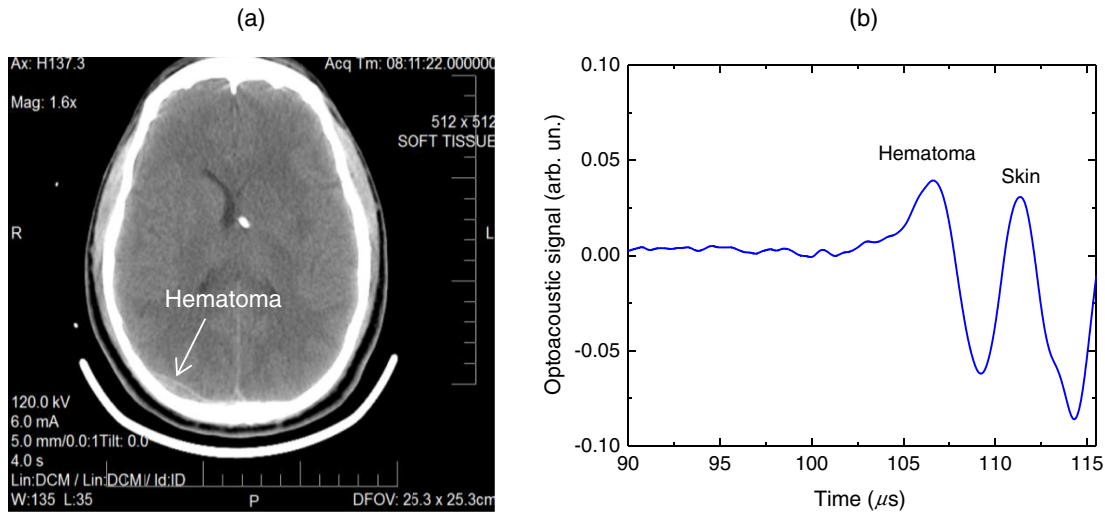 (a)
(b)
Ax: H137.3
Acq Tm: 08:11:22.000000
Mag: 1.6x
512 x 512
SOFT TISSUE
R
L
Hematoma
120.0 kV
6.0 mA
5.0 mm/0.0:1Tilt: 0.0
4.0 s
Lin:DCM / Lin:DCM / Id:ID
W:135 L:35
P
DFOV: 25.3 x 25.3cm
Optoacoustic signal (arb. un.)
0.10
0.05
0.00
-0.05
-0.10
Hematoma
Skin
90
95
100
105
110
115
Time (μs)